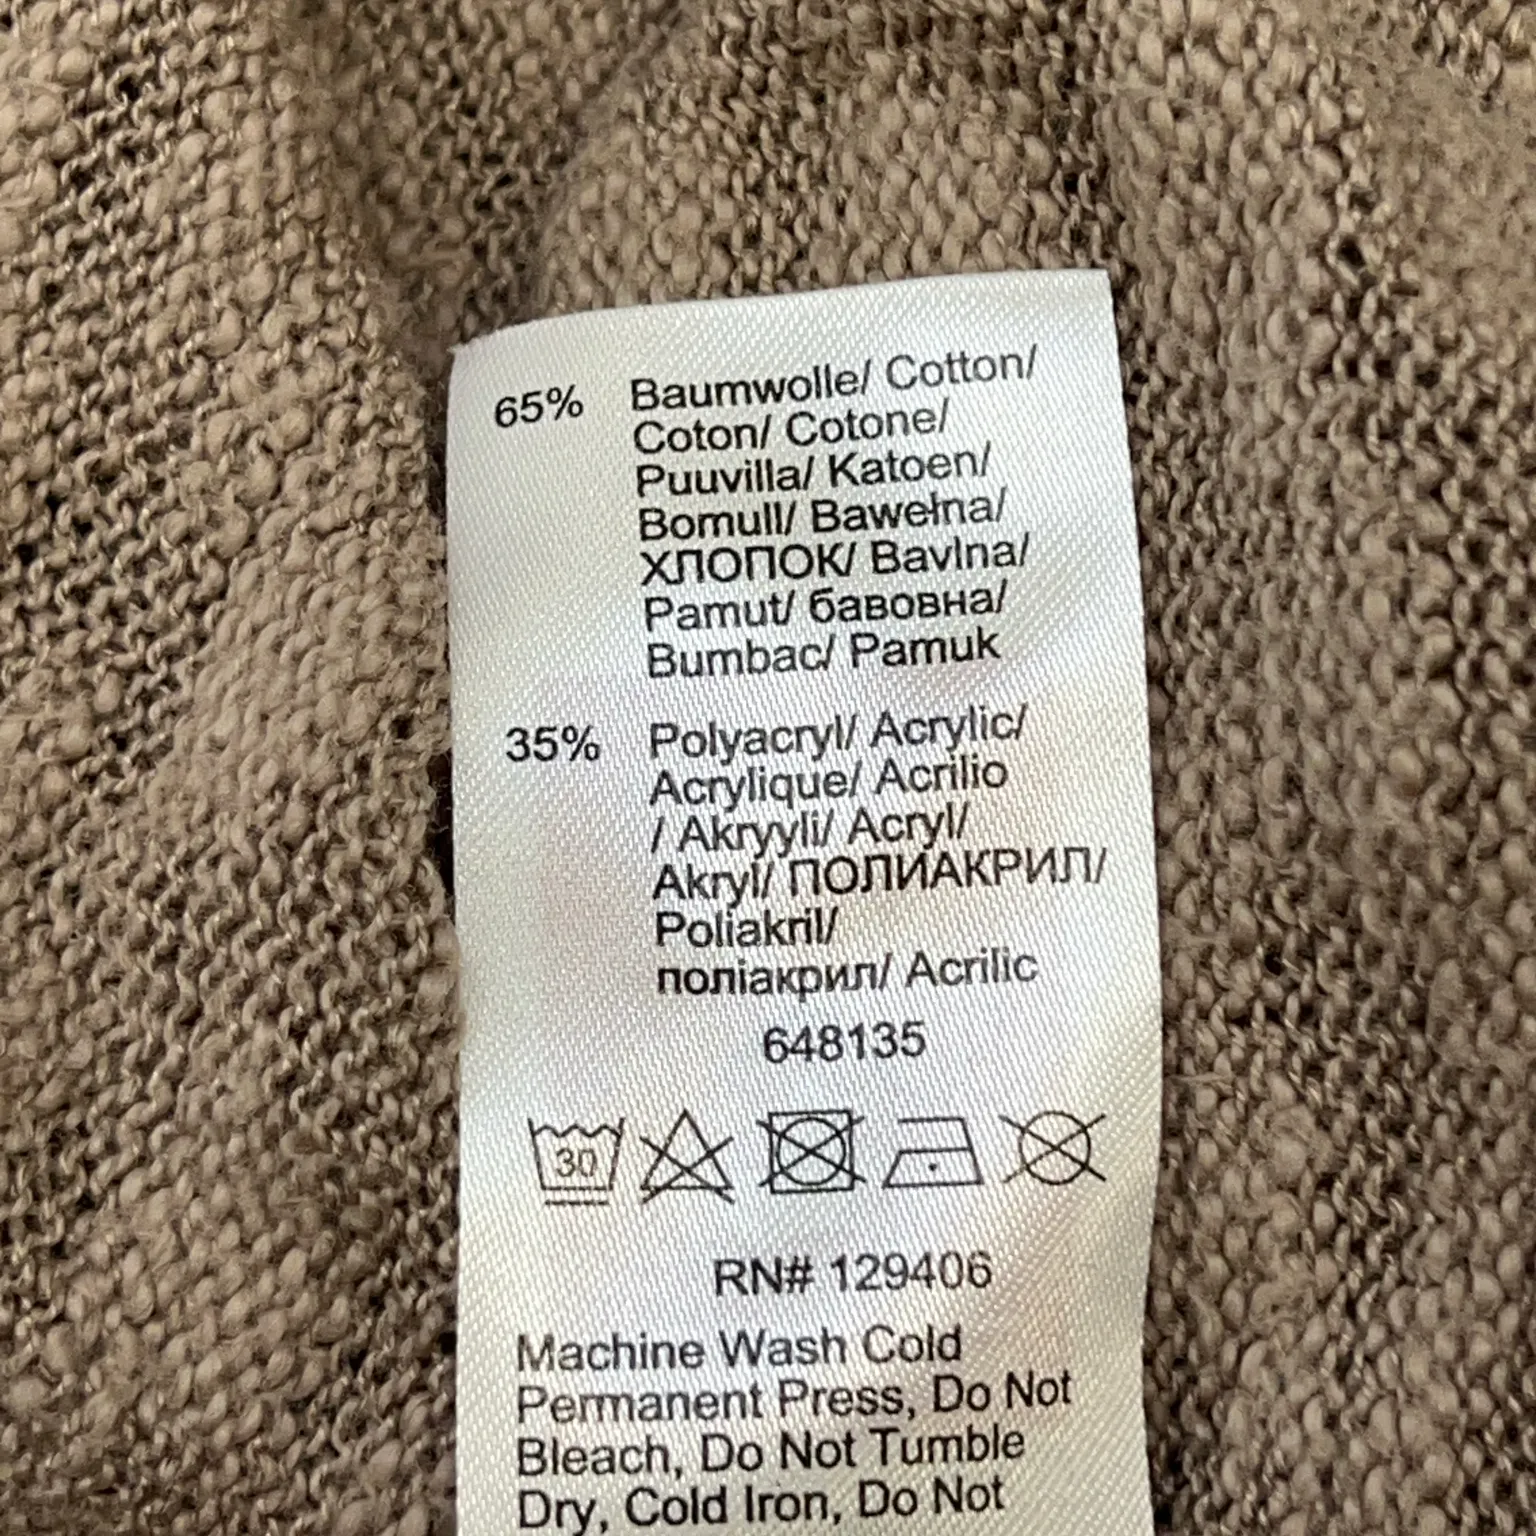 65% Baumwolle/ Cotton/
Coton/ Cotone/
Puuvilla/ Katoen/
Bomull/ Bawełna/
ХЛОПОК/ Bavlna/
Pamut/ бавовна/
Bumbac/ Pamuk
35% Polyacryl/ Acrylic/
Acrylique/ Acrilio
/ Akryyli/ Acryl/
Akryl/ ПОЛИАКРИЛ/
Poliakril/
поліакрил/ Acrilic
648135
30
RN# 129406
Machine Wash Cold
Permanent Press, Do Not
Bleach, Do Not Tumble
Dry, Cold Iron, Do Not